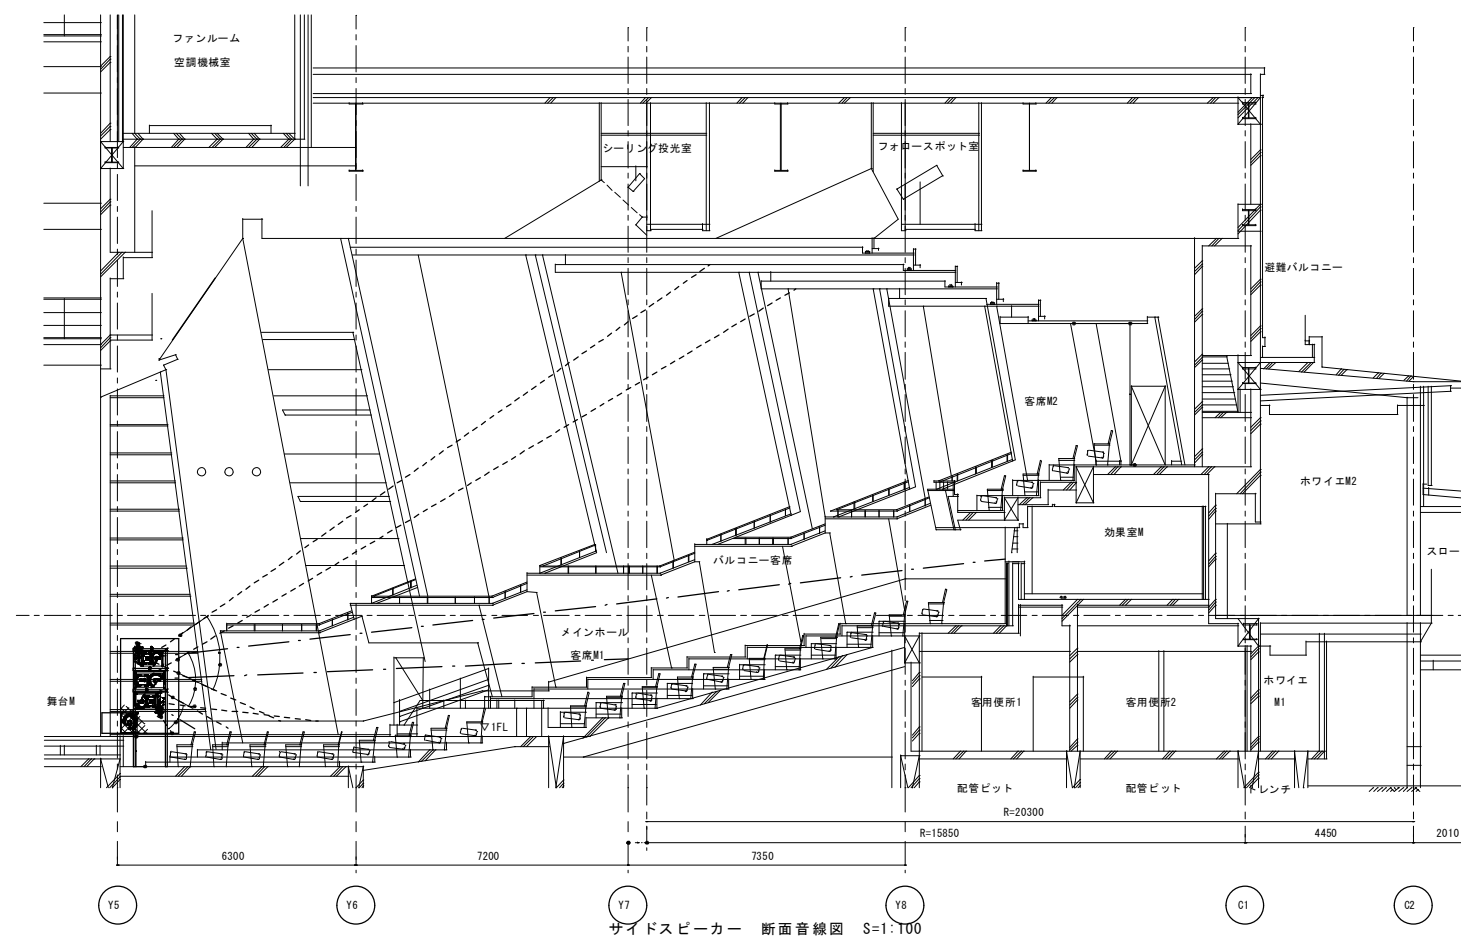 ファンルーム
空調機械室
シーリング投光室
フォロースポット室
避難バルコニー
客席M2
ホワイエM2
効果室M
スロー
バルコニー客席
メインホール
客席M1
舞台M
▽1FL
客用便所1
客用便所2
ホワイエ
M1
配管ピット
配管ピット
トレンチ
R=20300
R=15850
4450
2010
6300
7200
7350
Y5
Y6
Y7
Y8
C1
C2
サイドスピーカー　断面音線図　S=1:100